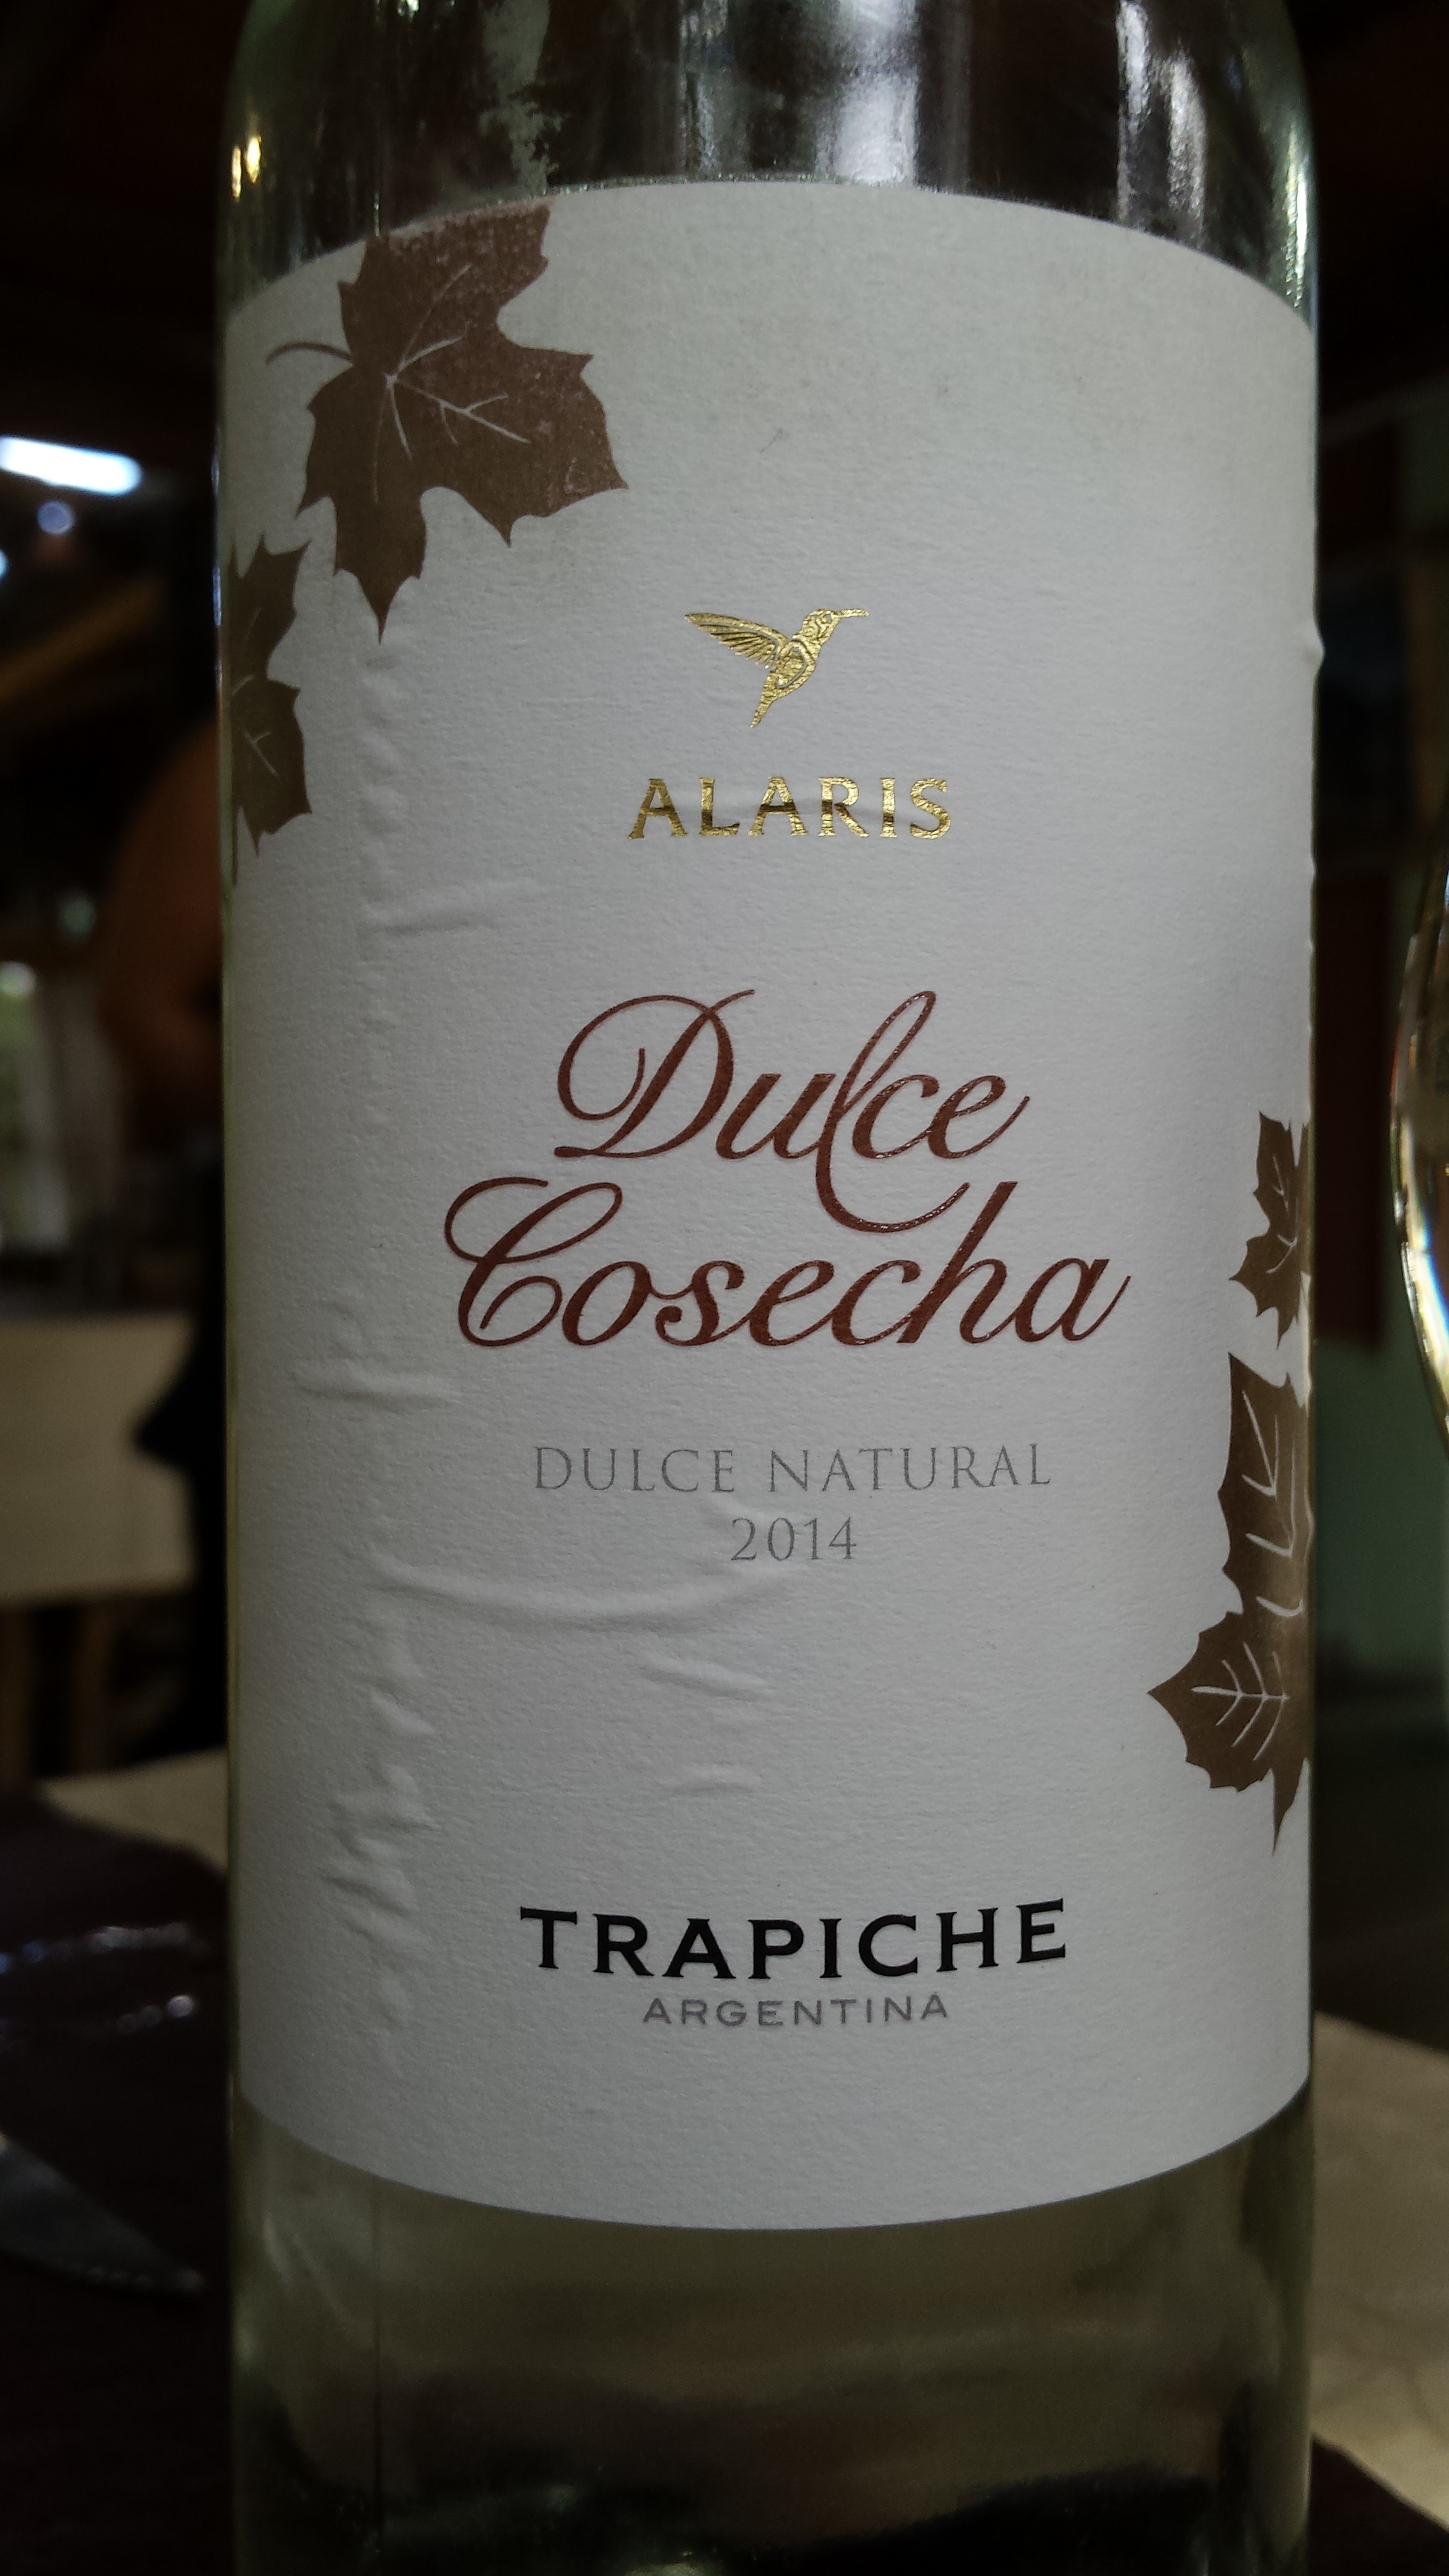 ALARIS
Dulce
Cosecha
DULCE NATURAL
2014
TRAPICHE
ARGENTINA